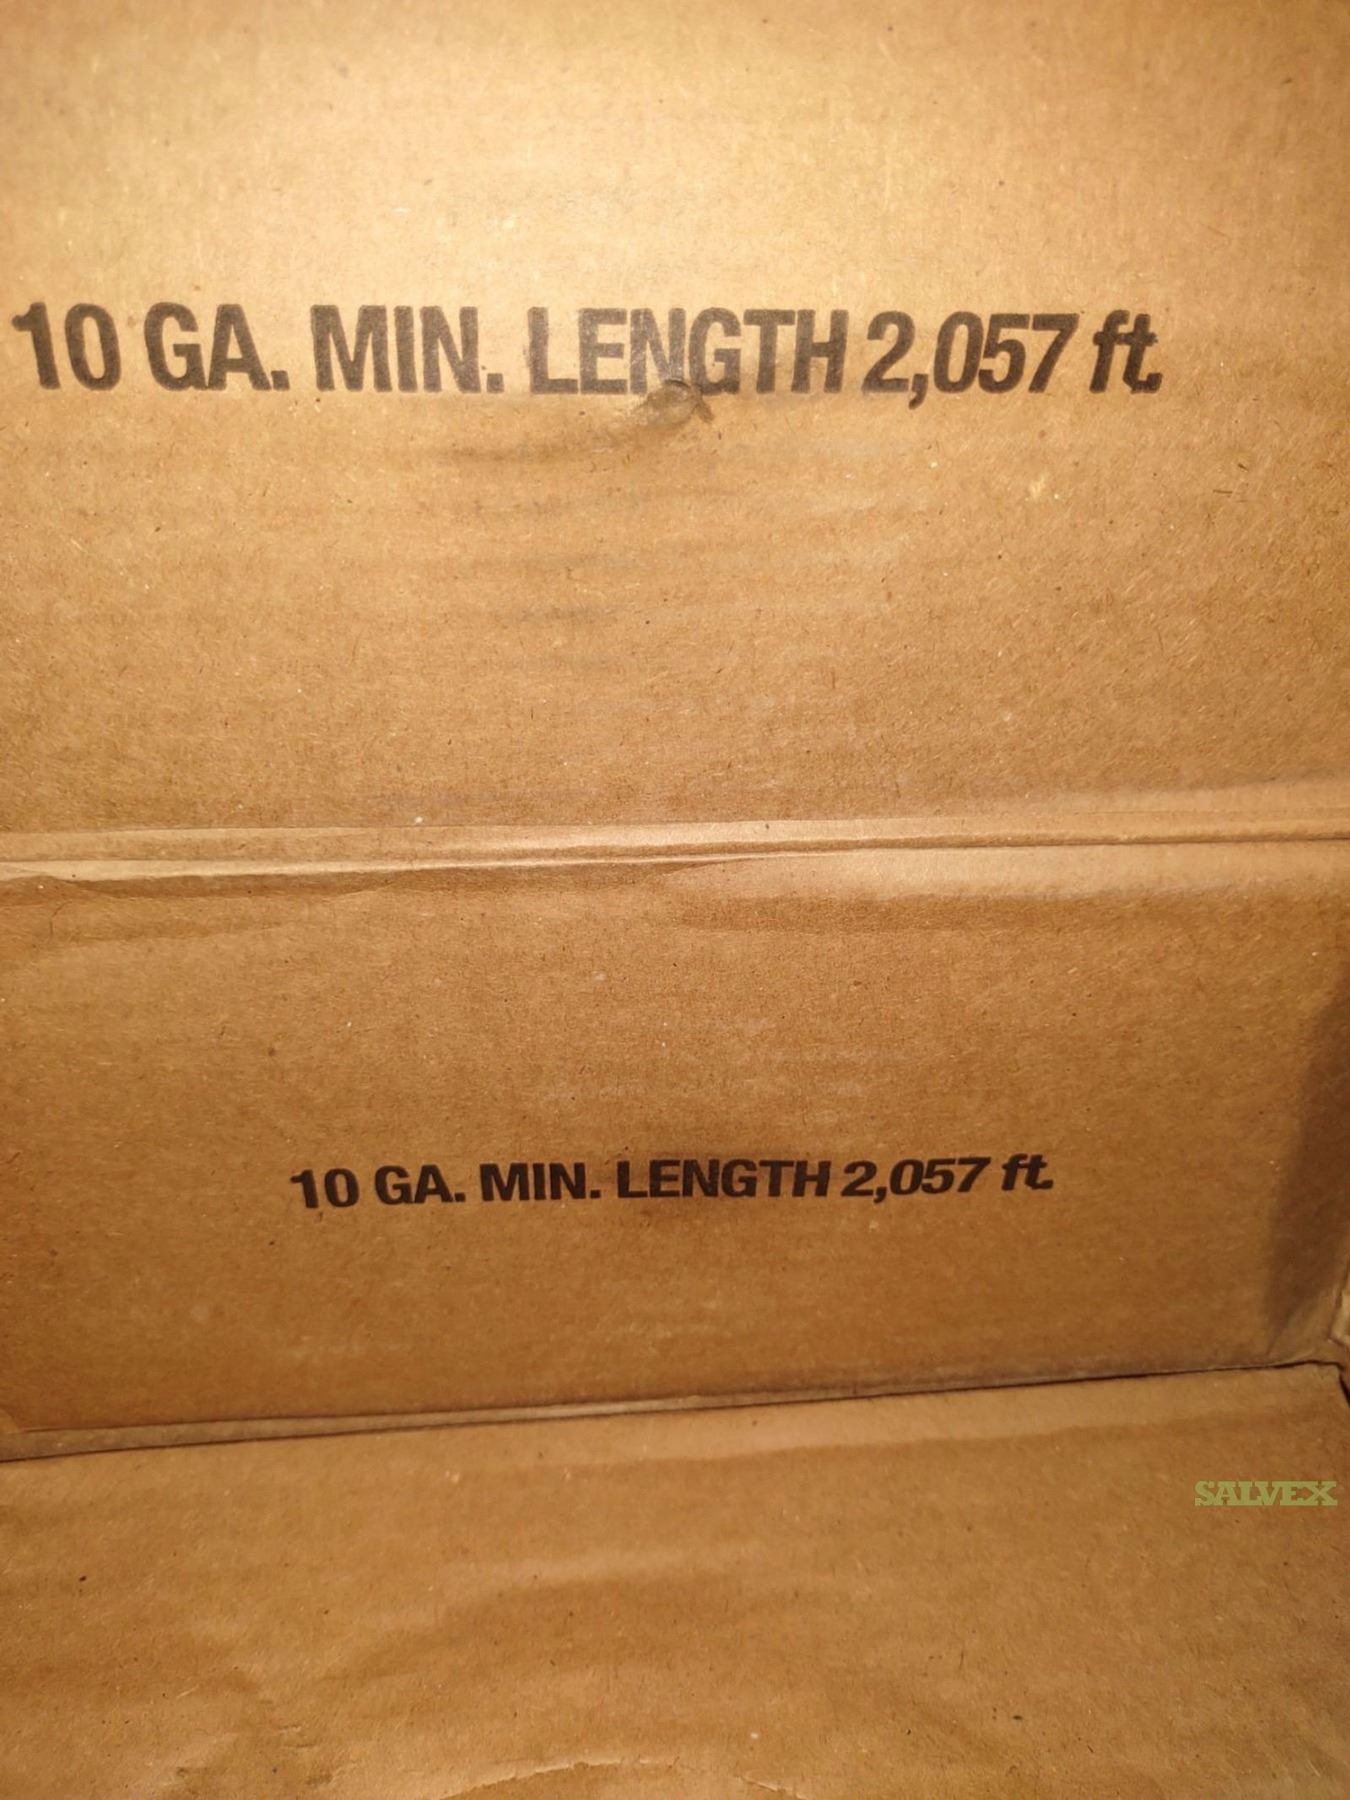 10 GA. MIN. LENGTH 2,057 ft.
10 GA. MIN. LENGTH 2,057 ft.
SALVEX